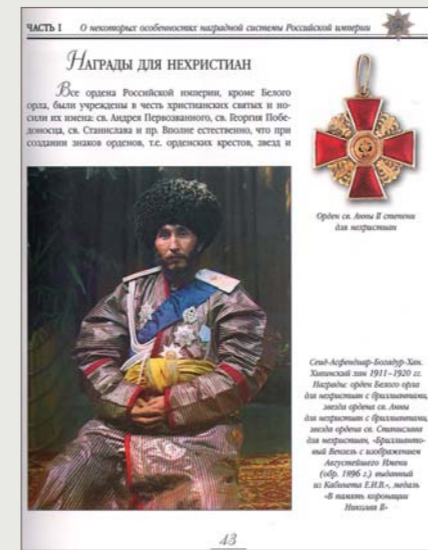 ЧАСТЬ I
О некоторых особенностях наградной системы Российской империи
НАГРАДЫ ДЛЯ НЕХРИСТИАН
Все ордена Российской империи, кроме Белого
орла, были учреждены в честь христианских святых и но-
сили их имена: св. Андрея Первозванного, св. Георгия Побе-
доносца, св. Станислава и пр. Вполне естественно, что при
создании знаков орденов, т.е. орденских крестов, звезд и
Орден св. Анны II степени
для нехристиан
Сеид-Асфендиар-Богадур-Хан.
Хивинский хан 1911–1920 гг.
Награды: орден Белого орла
для нехристиан с бриллиантами,
звезда ордена св. Анны
для нехристиан с бриллиантами,
звезда ордена св. Станислава
для нехристиан, «Бриллианто-
вый Вензель с изображением
Августейшего Имени
(обр. 1896 г.) выданный
из Кабинета Е.И.В.», медаль
«В память коронации
Николая II»
43